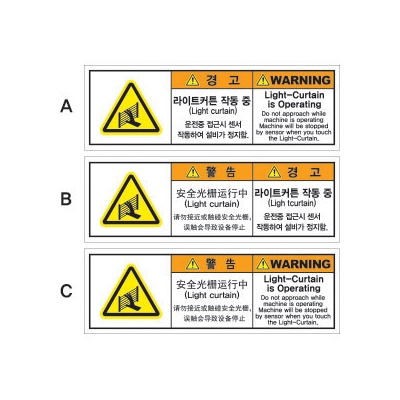 A
경 고
WARNING
라이트커튼 작동 중
(Light curtain)
운전중 접근시 센서
작동하여 설비가 정지함.
Light-Curtain
is Operating
Do not approach while
machine is operating
Machine will be stopped
by sensor when you touch
the Light-Curtain.
B
警 告
경 고
安全光栅运行中
(Light curtain)
请勿接近或触碰安全光栅,
误触会导致设备停止
라이트커튼 작동 중
(Ligh tcurtain)
운전중 접근시 센서
작동하여 설비가 정지함.
C
警 告
WARNING
安全光栅运行中
(Light curtain)
请勿接近或触碰安全光栅,
误触会导致设备停止
Light-Curtain
is Operating
Do not approach while
machine is operating
Machine will be stopped
by sensor when you touch
the Light-Curtain.